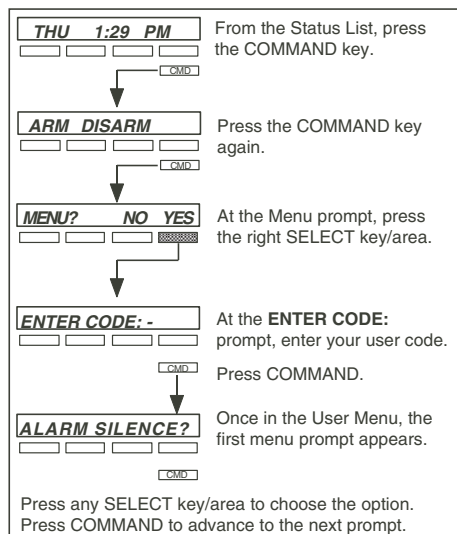 THU 1:29 PM
From the Status List, press
the COMMAND key.
CMD
ARM DISARM
Press the COMMAND key
again.
CMD
MENU? NO YES
At the Menu prompt, press
the right SELECT key/area.
ENTER CODE: -
At the ENTER CODE:
prompt, enter your user code.
CMD
Press COMMAND.
ALARM SILENCE?
Once in the User Menu, the
first menu prompt appears.
CMD
Press any SELECT key/area to choose the option.
Press COMMAND to advance to the next prompt.